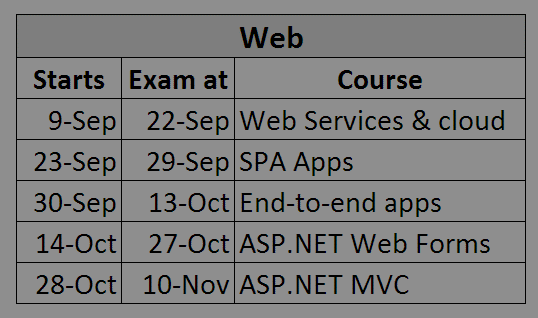 Web
Starts Exam at Course
9-Sep 22-Sep Web Services & cloud
23-Sep 29-Sep SPA Apps
30-Sep 13-Oct End-to-end apps
14-Oct 27-Oct ASP.NET Web Forms
28-Oct 10-Nov ASP.NET MVC